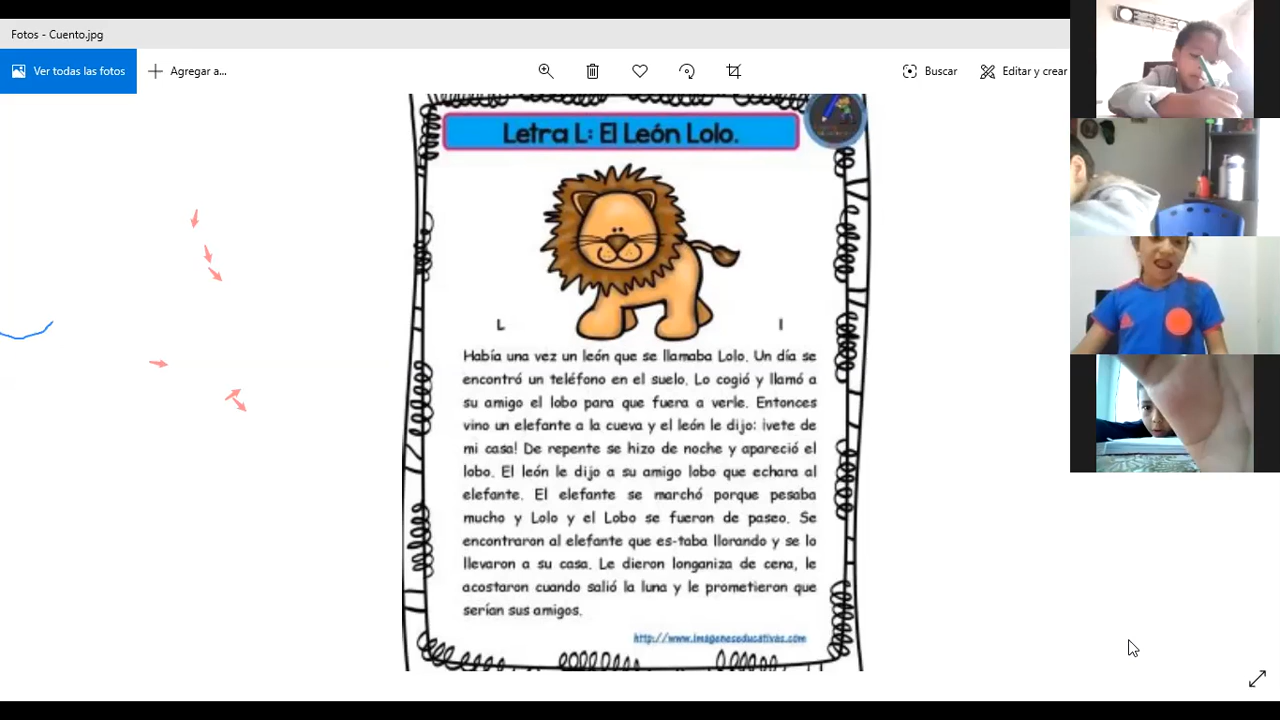 Fotos - Cuento.jpg
Ver todas las fotos
Agregar a...
Buscar
Editar y crear
Letra L: El León Lolo.
L l
Había una vez un león que se llamaba Lolo. Un día se
encontró un teléfono en el suelo. Lo cogió y llamó a
su amigo el lobo para que fuera a verle. Entonces
vino un elefante a la cueva y el león le dijo: ¡vete de
mi casa! De repente se hizo de noche y apareció el
lobo. El león le dijo a su amigo lobo que echara al
elefante. El elefante se marchó porque pesaba
mucho y Lolo y el Lobo se fueron de paseo. Se
encontraron al elefante que es-taba llorando y se lo
llevaron a su casa. Le dieron longaniza de cena, le
acostaron cuando salió la luna y le prometieron que
serían sus amigos.
http://www.imageneseducativas.com